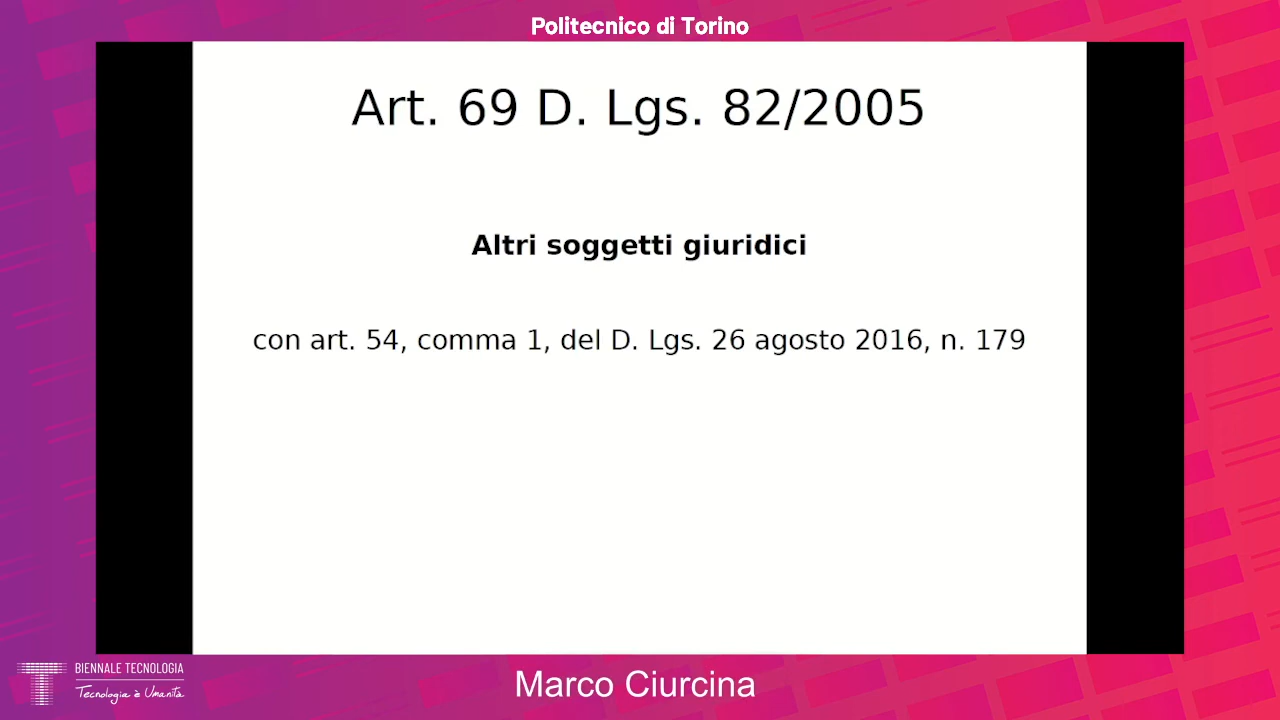 Politecnico di Torino
Art. 69 D. Lgs. 82/2005
Altri soggetti giuridici
con art. 54, comma 1, del D. Lgs. 26 agosto 2016, n. 179
BIENNALE TECNOLOGIA
Tecnologia è Umanità
Marco Ciurcina